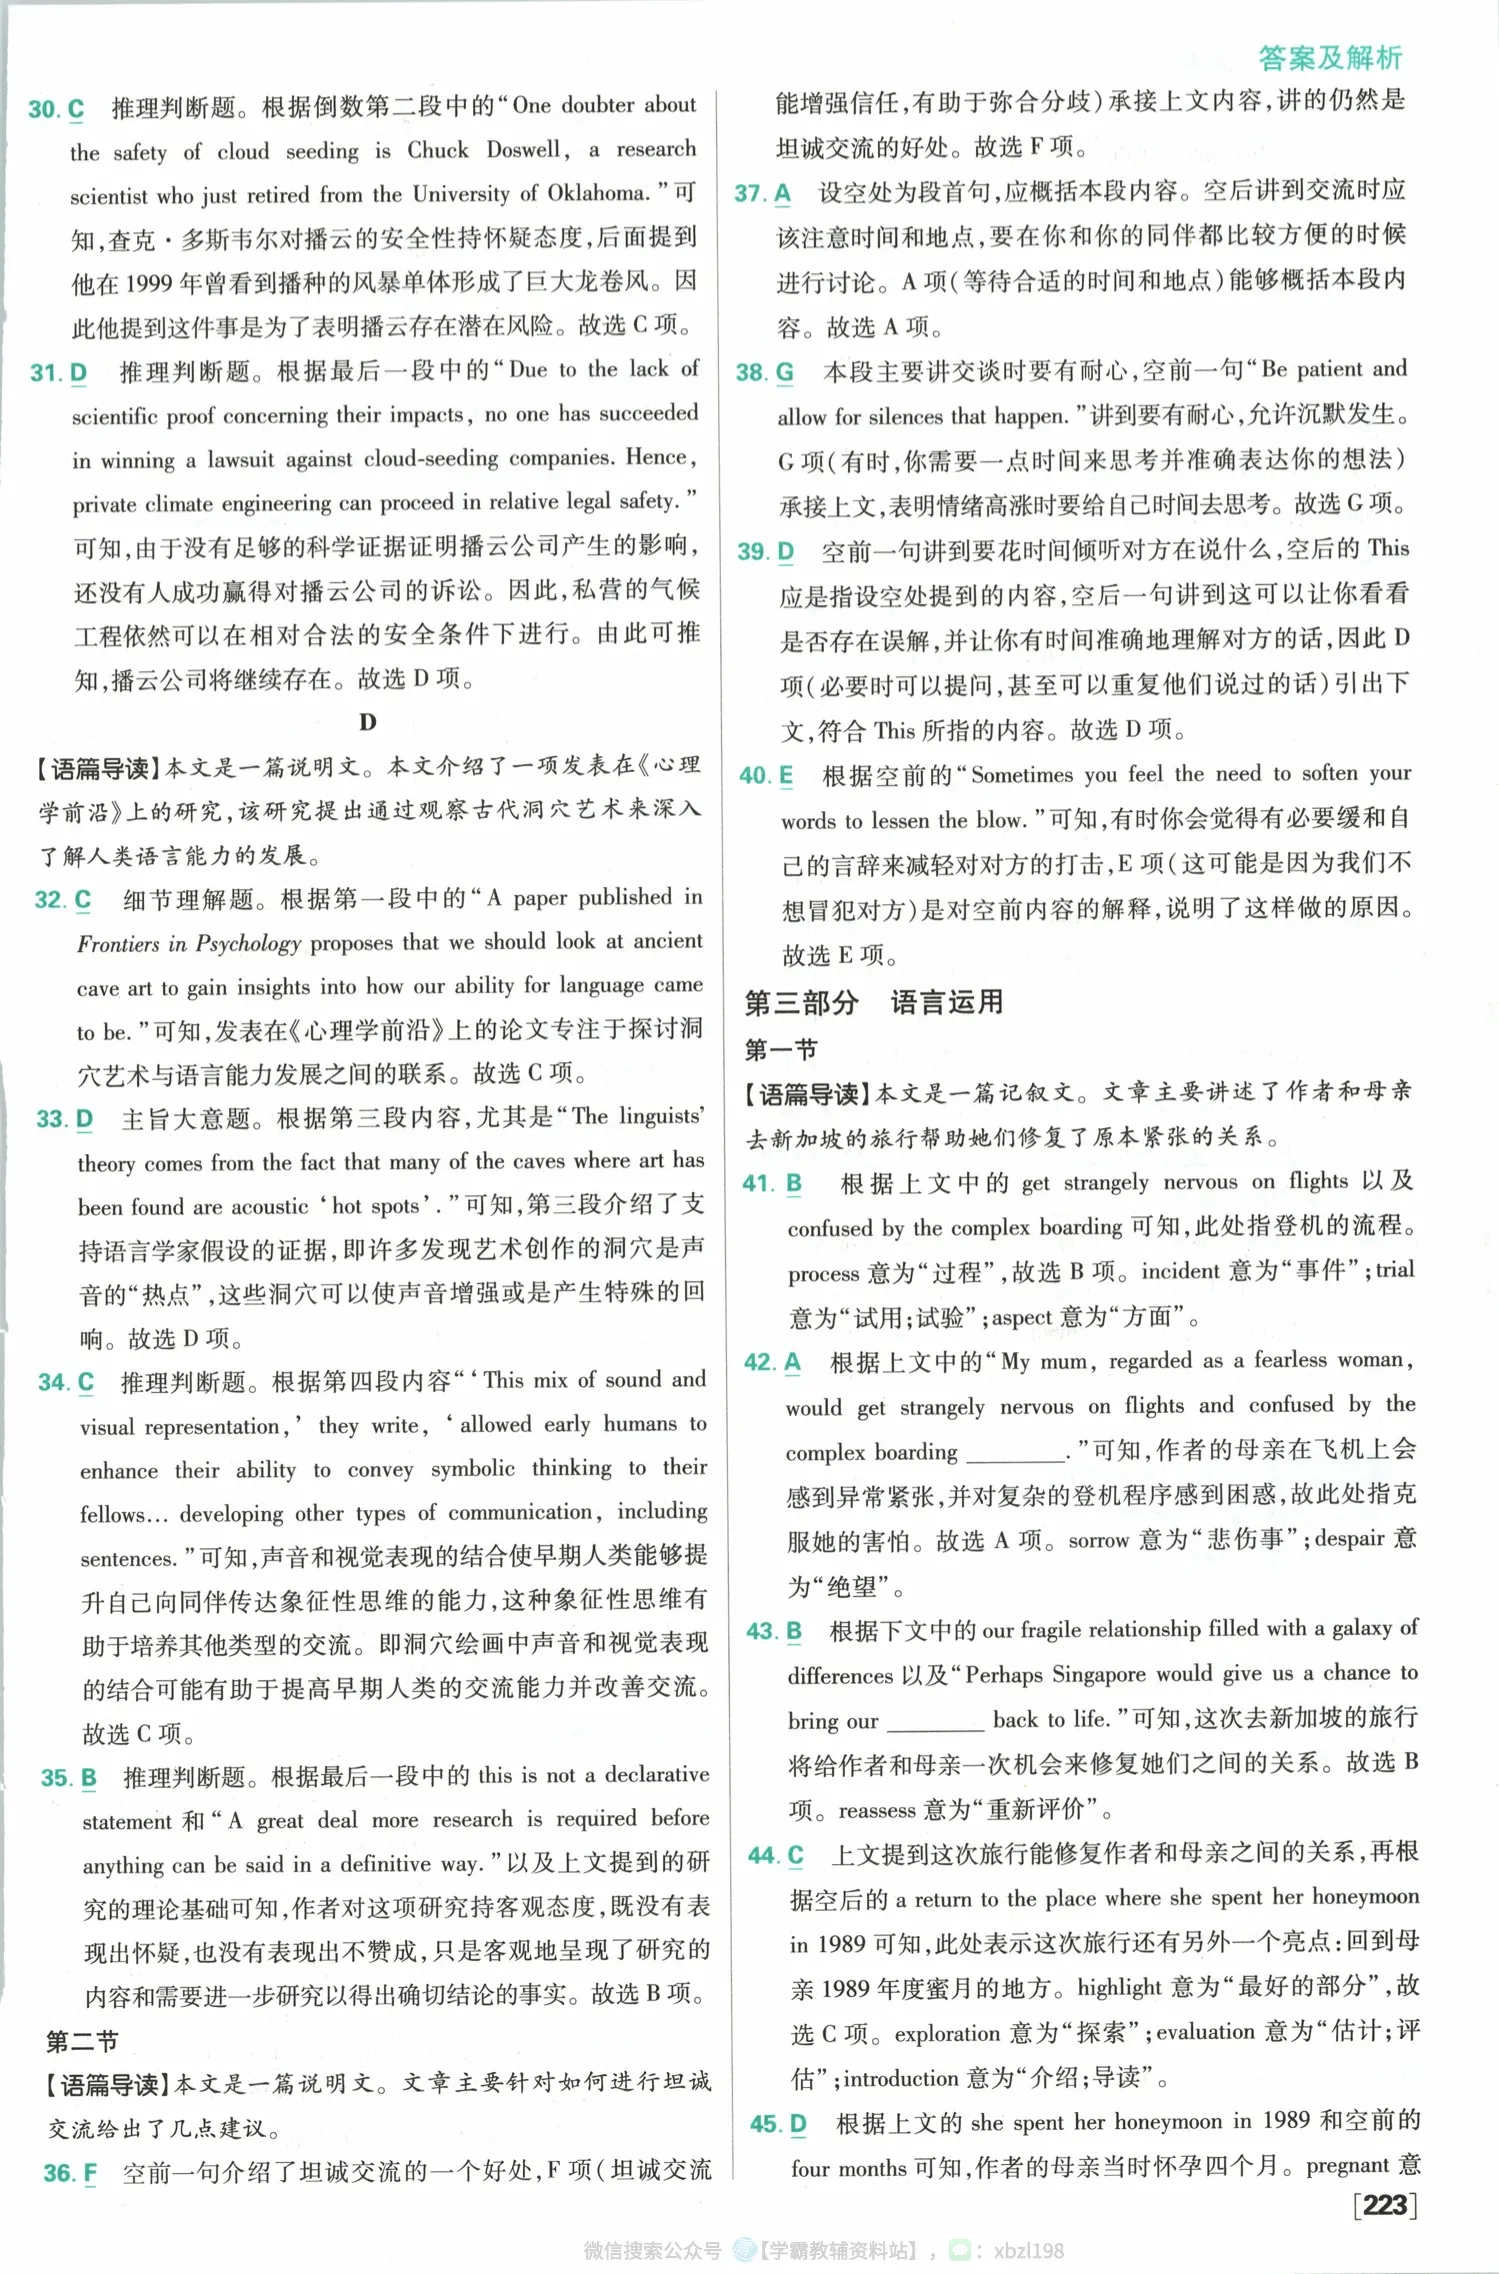 答案及解析
30. C 推理判断题。根据倒数第二段中的“One doubter about
the safety of cloud seeding is Chuck Doswell, a research
scientist who just retired from the University of Oklahoma.”可
知,查克·多斯韦尔对播云的安全性持怀疑态度,后面提到
他在1999年曾看到播种的风暴单体形成了巨大龙卷风。因
此他提到这件事是为了表明播云存在潜在风险。故选C项。
31. D 推理判断题。根据最后一段中的“Due to the lack of
scientific proof concerning their impacts, no one has succeeded
in winning a lawsuit against cloud-seeding companies. Hence,
private climate engineering can proceed in relative legal safety.”
可知,由于没有足够的科学证据证明播云公司产生的影响,
还没有人成功赢得对播云公司的诉讼。因此,私营的气候
工程依然可以在相对合法的安全条件下进行。由此可推
知,播云公司将继续存在。故选D项。
D
【语篇导读】本文是一篇说明文。本文介绍了一项发表在《心理
学前沿》上的研究,该研究提出通过观察古代洞穴艺术来深入
了解人类语言能力的发展。
32. C 细节理解题。根据第一段中的“A paper published in
Frontiers in Psychology proposes that we should look at ancient
cave art to gain insights into how our ability for language came
to be.”可知,发表在《心理学前沿》上的论文专注于探讨洞
穴艺术与语言能力发展之间的联系。故选C项。
33. D 主旨大意题。根据第三段内容,尤其是“The linguists’
theory comes from the fact that many of the caves where art has
been found are acoustic ‘hot spots’.”可知,第三段介绍了支
持语言学家假设的证据,即许多发现艺术创作的洞穴是声
音的“热点”,这些洞穴可以使声音增强或是产生特殊的回
响。故选D项。
34. C 推理判断题。根据第四段内容“‘This mix of sound and
visual representation,’ they write, ‘allowed early humans to
enhance their ability to convey symbolic thinking to their
fellows... developing other types of communication, including
sentences.”可知,声音和视觉表现的结合使早期人类能够提
升自己向同伴传达象征性思维的能力,这种象征性思维有
助于培养其他类型的交流。即洞穴绘画中声音和视觉表现
的结合可能有助于提高早期人类的交流能力并改善交流。
故选C项。
35. B 推理判断题。根据最后一段中的this is not a declarative
statement和“A great deal more research is required before
anything can be said in a definitive way.”以及上文提到的研
究的理论基础可知,作者对这项研究持客观态度,既没有表
现出怀疑,也没有表现出不赞成,只是客观地呈现了研究的
内容和需要进一步研究以得出确切结论的事实。故选B项。
第二节
【语篇导读】本文是一篇说明文。文章主要针对如何进行坦诚
交流给出了几点建议。
36. F 空前一句介绍了坦诚交流的一个好处,F项(坦诚交流
能增强信任,有助于弥合分歧)承接上文内容,讲的仍然是
坦诚交流的好处。故选F项。
37. A 设空处为段首句,应概括本段内容。空后讲到交流时应
该注意时间和地点,要在你和你的同伴都比较方便的时候
进行讨论。A项(等待合适的时间和地点)能够概括本段内
容。故选A项。
38. G 本段主要讲交谈时要有耐心,空前一句“Be patient and
allow for silences that happen.”讲到要有耐心,允许沉默发生。
G项(有时,你需要一点时间来思考并准确表达你的想法)
承接上文,表明情绪高涨时要给自己时间去思考。故选G项。
39. D 空前一句讲到要花时间倾听对方在说什么,空后的This
应是指设空处提到的内容,空后一句讲到这可以让你看看
是否存在误解,并让你有时间准确地理解对方的话,因此D
项(必要时可以提问,甚至可以重复他们说过的话)引出下
文,符合This所指的内容。故选D项。
40. E 根据空前的“Sometimes you feel the need to soften your
words to lessen the blow.”可知,有时你会觉得有必要缓和自
己的言辞来减轻对对方的打击,E项(这可能是因为我们不
想冒犯对方)是对空前内容的解释,说明了这样做的原因。
故选E项。
第三部分 语言运用
第一节
【语篇导读】本文是一篇记叙文。文章主要讲述了作者和母亲
去新加坡的旅行帮助她们修复了原本紧张的关系。
41. B 根据上文中的get strangely nervous on flights以及
confused by the complex boarding可知,此处指登机的流程。
process意为“过程”,故选B项。incident意为“事件”;trial
意为“试用;试验”;aspect意为“方面”。
42. A 根据上文中的“My mum, regarded as a fearless woman,
would get strangely nervous on flights and confused by the
complex boarding ________.”可知,作者的母亲在飞机上会
感到异常紧张,并对复杂的登机程序感到困惑,故此处指克
服她的害怕。故选A项。sorrow意为“悲伤事”;despair意
为“绝望”。
43. B 根据下文中的our fragile relationship filled with a galaxy of
differences以及“Perhaps Singapore would give us a chance to
bring our ________ back to life.”可知,这次去新加坡的旅行
将给作者和母亲一次机会来修复她们之间的关系。故选B
项。reassess意为“重新评价”。
44. C 上文提到这次旅行能修复作者和母亲之间的关系,再根
据空后的a return to the place where she spent her honeymoon
in 1989可知,此处表示这次旅行还有另外一个亮点:回到母
亲1989年度蜜月的地方。highlight意为“最好的部分”,故
选C项。exploration意为“探索”;evaluation意为“估计;评
估”;introduction意为“介绍;导读”。
45. D 根据上文的she spent her honeymoon in 1989和空前的
four months可知,作者的母亲当时怀孕四个月。pregnant意
[223]
微信搜索公众号【学霸教辅资料站】,:xbzl198